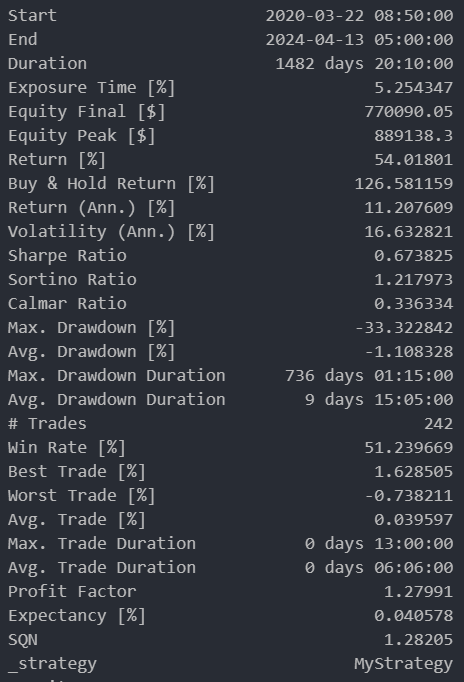 Start 2020-03-22 08:50:00
End 2024-04-13 05:00:00
Duration 1482 days 20:10:00
Exposure Time [%] 5.254347
Equity Final [$] 770090.05
Equity Peak [$] 889138.3
Return [%] 54.01801
Buy & Hold Return [%] 126.581159
Return (Ann.) [%] 11.207609
Volatility (Ann.) [%] 16.632821
Sharpe Ratio 0.673825
Sortino Ratio 1.217973
Calmar Ratio 0.336334
Max. Drawdown [%] -33.322842
Avg. Drawdown [%] -1.108328
Max. Drawdown Duration 736 days 01:15:00
Avg. Drawdown Duration 9 days 15:05:00
# Trades 242
Win Rate [%] 51.239669
Best Trade [%] 1.628505
Worst Trade [%] -0.738211
Avg. Trade [%] 0.039597
Max. Trade Duration 0 days 13:00:00
Avg. Trade Duration 0 days 06:06:00
Profit Factor 1.27991
Expectancy [%] 0.040578
SQN 1.28205
_strategy MyStrategy